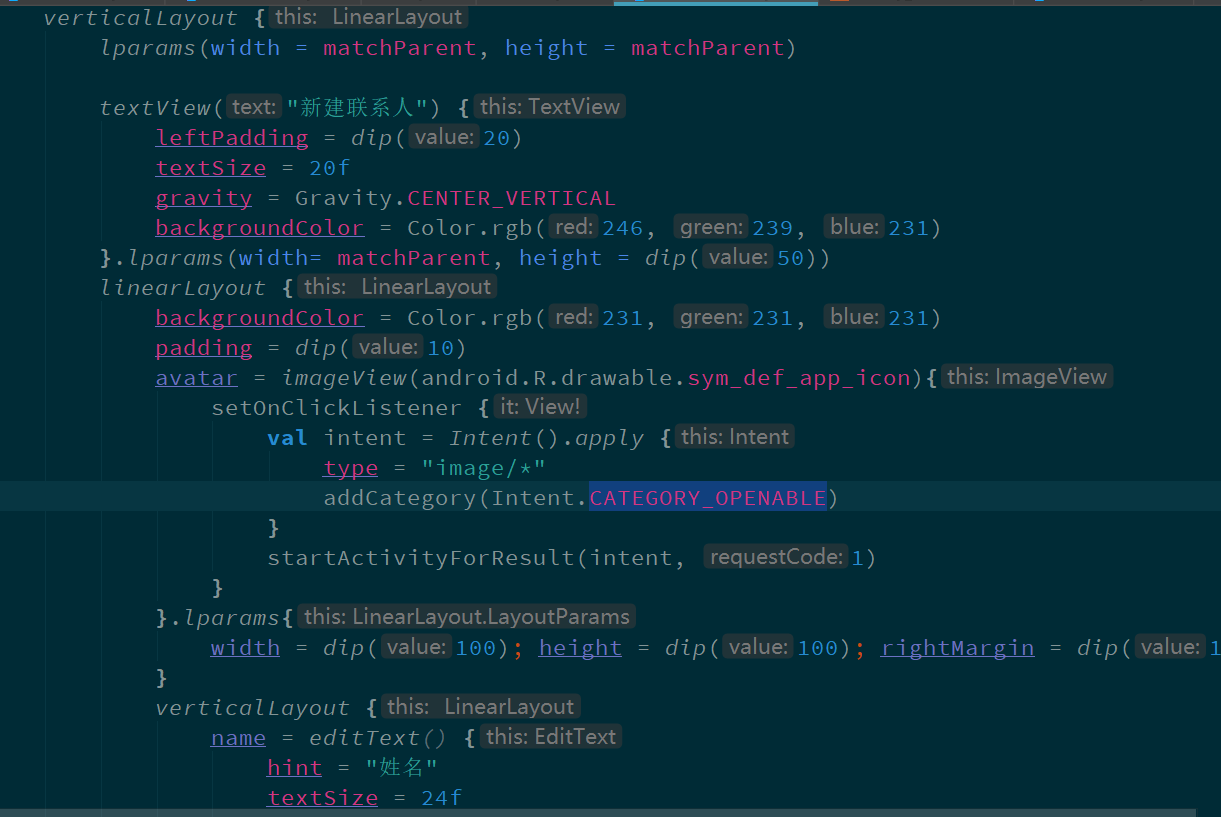 verticalLayout { this: LinearLayout
lparams(width = matchParent, height = matchParent)
textView( text: "新建联系人") { this: TextView
leftPadding = dip( value: 20)
textSize = 20f
gravity = Gravity.CENTER_VERTICAL
backgroundColor = Color.rgb( red: 246, green: 239, blue: 231)
}.lparams(width= matchParent, height = dip( value: 50))
linearLayout { this: LinearLayout
backgroundColor = Color.rgb( red: 231, green: 231, blue: 231)
padding = dip( value: 10)
avatar = imageView(android.R.drawable.sym_def_app_icon){ this: ImageView
setOnClickListener { it: View!
val intent = Intent().apply { this: Intent
type = "image/*"
addCategory(Intent.CATEGORY_OPENABLE)
}
startActivityForResult(intent, requestCode: 1)
}
}.lparams{ this: LinearLayout.LayoutParams
width = dip( value: 100); height = dip( value: 100); rightMargin = dip( value: 1
}
verticalLayout { this: LinearLayout
name = editText() { this: EditText
hint = "姓名"
textSize = 24f